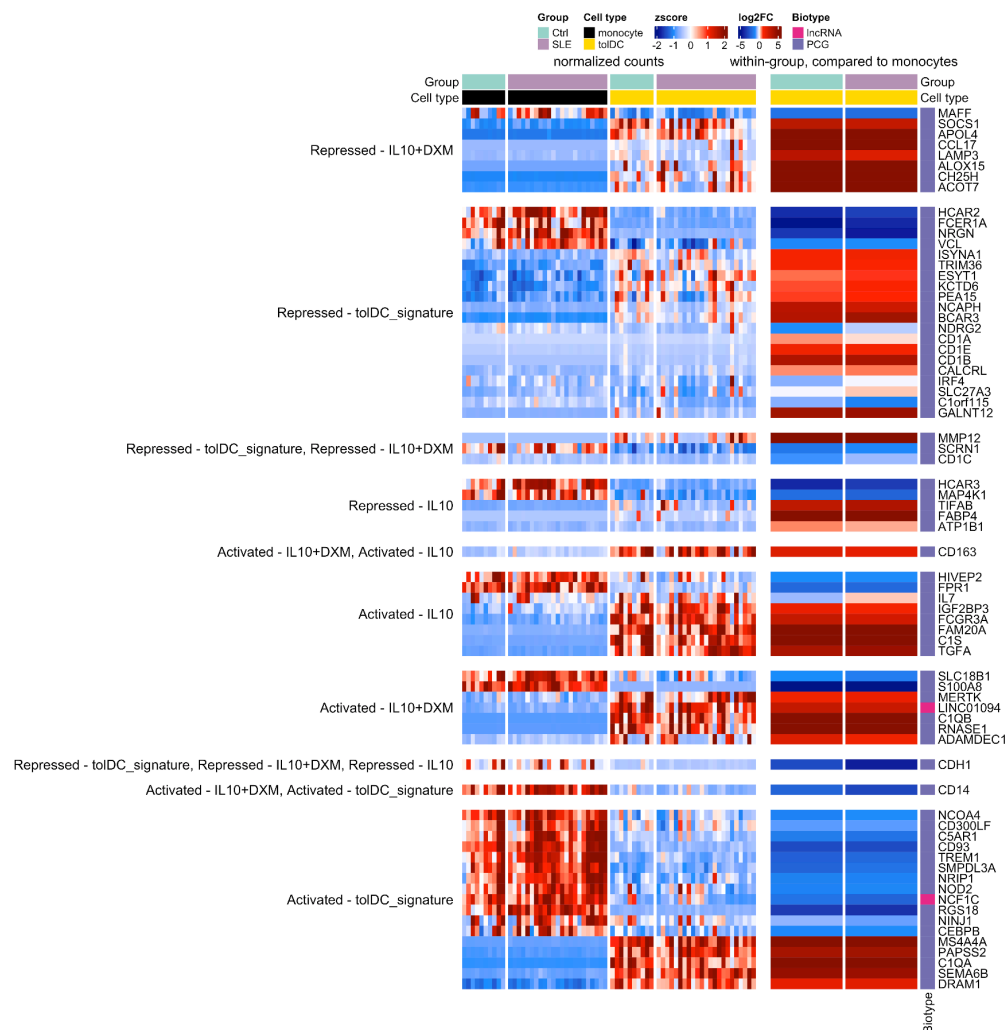 Group Cell type zscore log2FC Biotype
Ctrl monocyte lncRNA
SLE tolDC -2 -1 0 1 2 -5 0 5 PCG
normalized counts within-group, compared to monocytes
Group Group
Cell type Cell type
MAFF
SOCS1
APOL4
CCL17
Repressed - IL10+DXM
LAMP3
ALOX15
CH25H
ACOT7
HCAR2
FCER1A
NRGN
VCL
ISYNA1
TRIM36
ESYT1
KCTD6
PEA15
NCAPH
Repressed - tolDC_signature
BCAR3
NDRG2
CD1A
CD1E
CD1B
CALCRL
IRF4
SLC27A3
C1orf115
GALNT12
MMP12
Repressed - tolDC_signature, Repressed - IL10+DXM
SCRN1
CD1C
HCAR3
MAP4K1
Repressed - IL10
TIFAB
FABP4
ATP1B1
Activated - IL10+DXM, Activated - IL10
CD163
HIVEP2
FPR1
IL7
IGF2BP3
Activated - IL10
FCGR3A
FAM20A
C1S
TGFA
SLC18B1
S100A8
MERTK
Activated - IL10+DXM
LINC01094
C1QB
RNASE1
ADAMDEC1
Repressed - tolDC_signature, Repressed - IL10+DXM, Repressed - IL10
CDH1
Activated - IL10+DXM, Activated - tolDC_signature
CD14
NCOA4
CD300LF
C5AR1
CD93
TREM1
SMPDL3A
NRIP1
NOD2
Activated - tolDC_signature
NCF1C
RGS18
NINJ1
CEBPB
MS4A4A
PAPSS2
C1QA
SEMA6B
DRAM1
Biotype